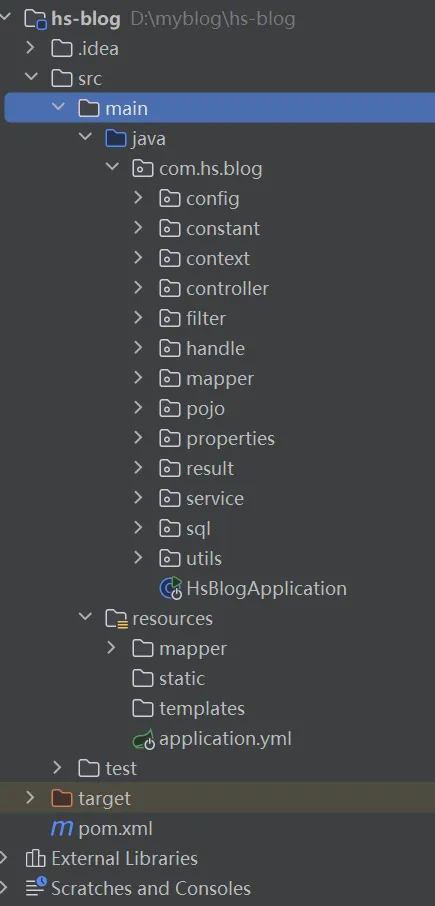 hs-blog D:\myblog\hs-blog
.idea
src
main
java
com.hs.blog
config
constant
context
controller
filter
handle
mapper
pojo
properties
result
service
sql
utils
HsBlogApplication
resources
mapper
static
templates
application.yml
test
target
pom.xml
External Libraries
Scratches and Consoles